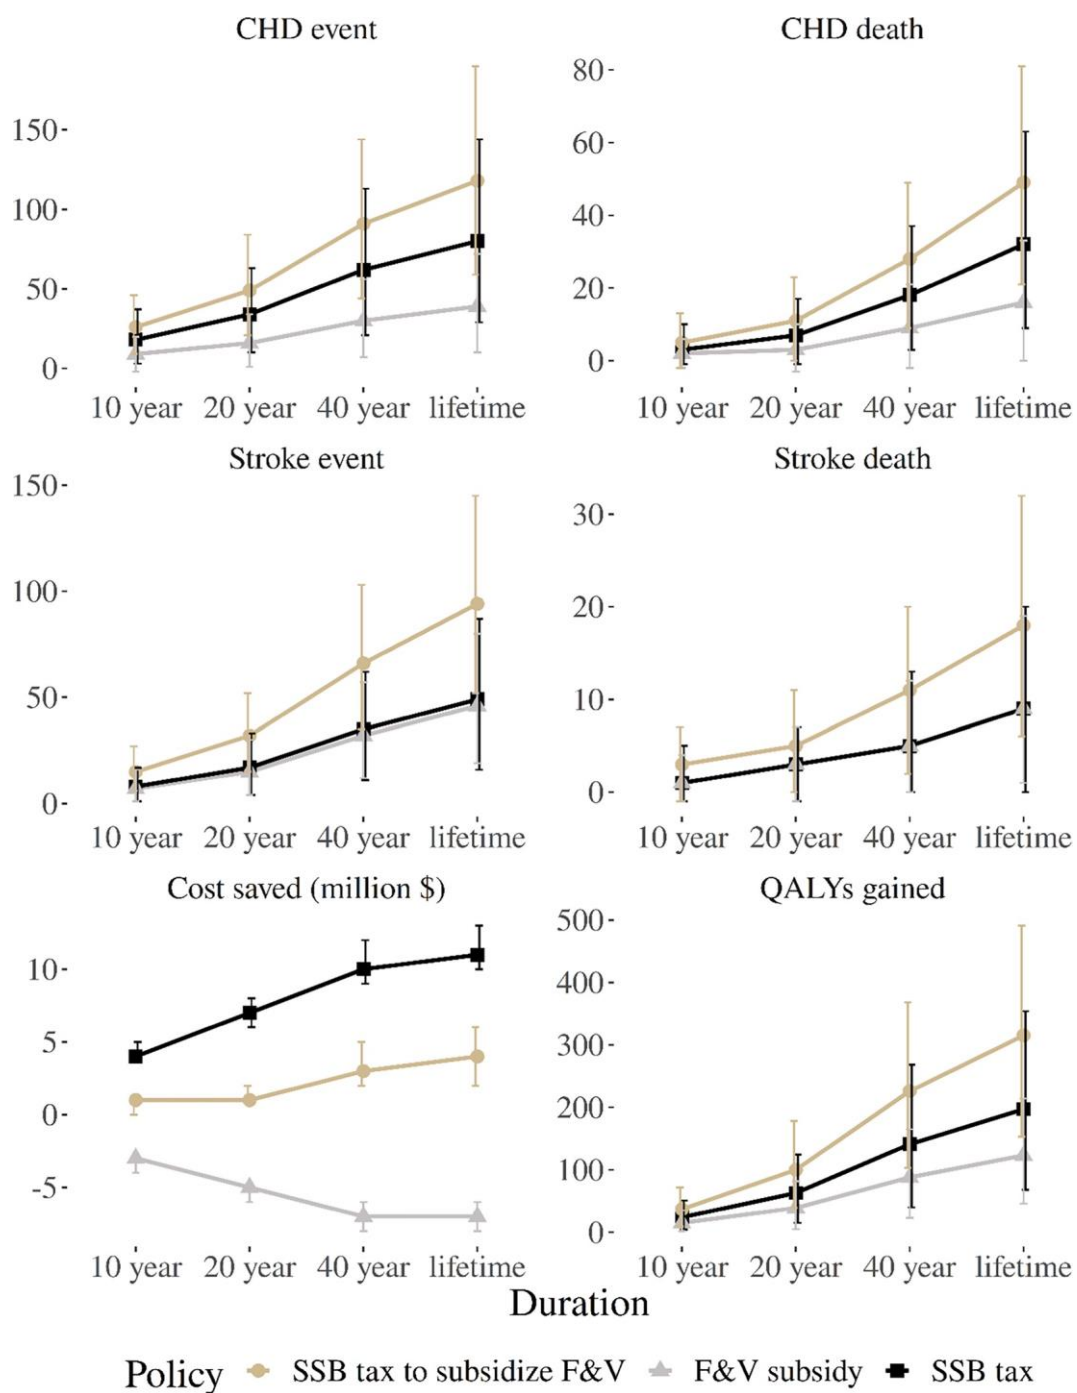 CHD event
150
100
50
0
10 year 20 year 40 year lifetime
CHD death
80
60
40
20
0
10 year 20 year 40 year lifetime
Stroke event
150
100
50
0
10 year 20 year 40 year lifetime
Stroke death
30
20
10
0
10 year 20 year 40 year lifetime
Cost saved (million $)
10
5
0
-5
10 year 20 year 40 year lifetime
QALYs gained
500
400
300
200
100
0
10 year 20 year 40 year lifetime
Duration
Policy SSB tax to subsidize F&V F&V subsidy SSB tax